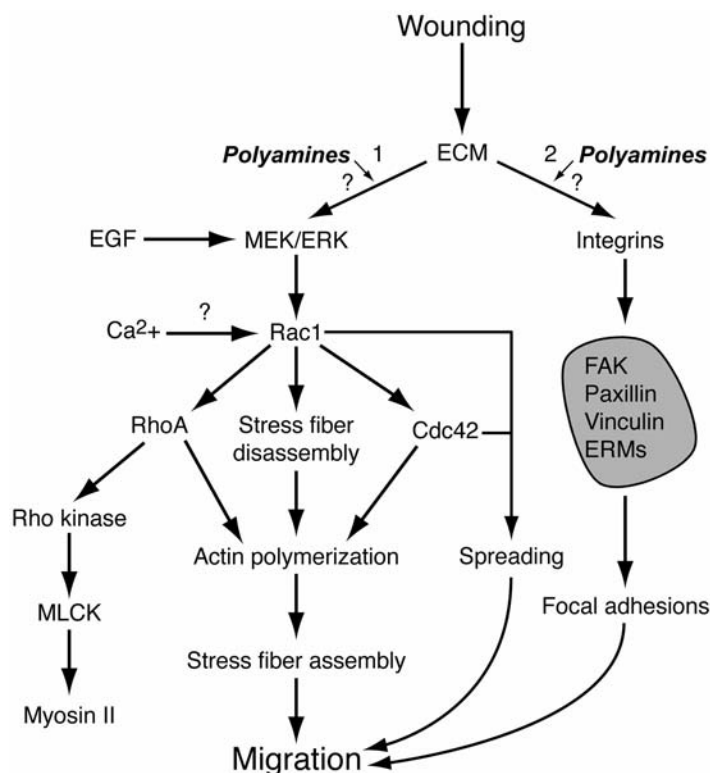 Wounding
Polyamines 1
ECM
2 Polyamines
?
?
EGF
MEK/ERK
Integrins
Ca2+
?
Rac1
FAK
Paxillin
Vinculin
ERMs
RhoA
Stress fiber
disassembly
Cdc42
Rho kinase
Actin polymerization
Spreading
MLCK
Focal adhesions
Stress fiber assembly
Myosin II
Migration